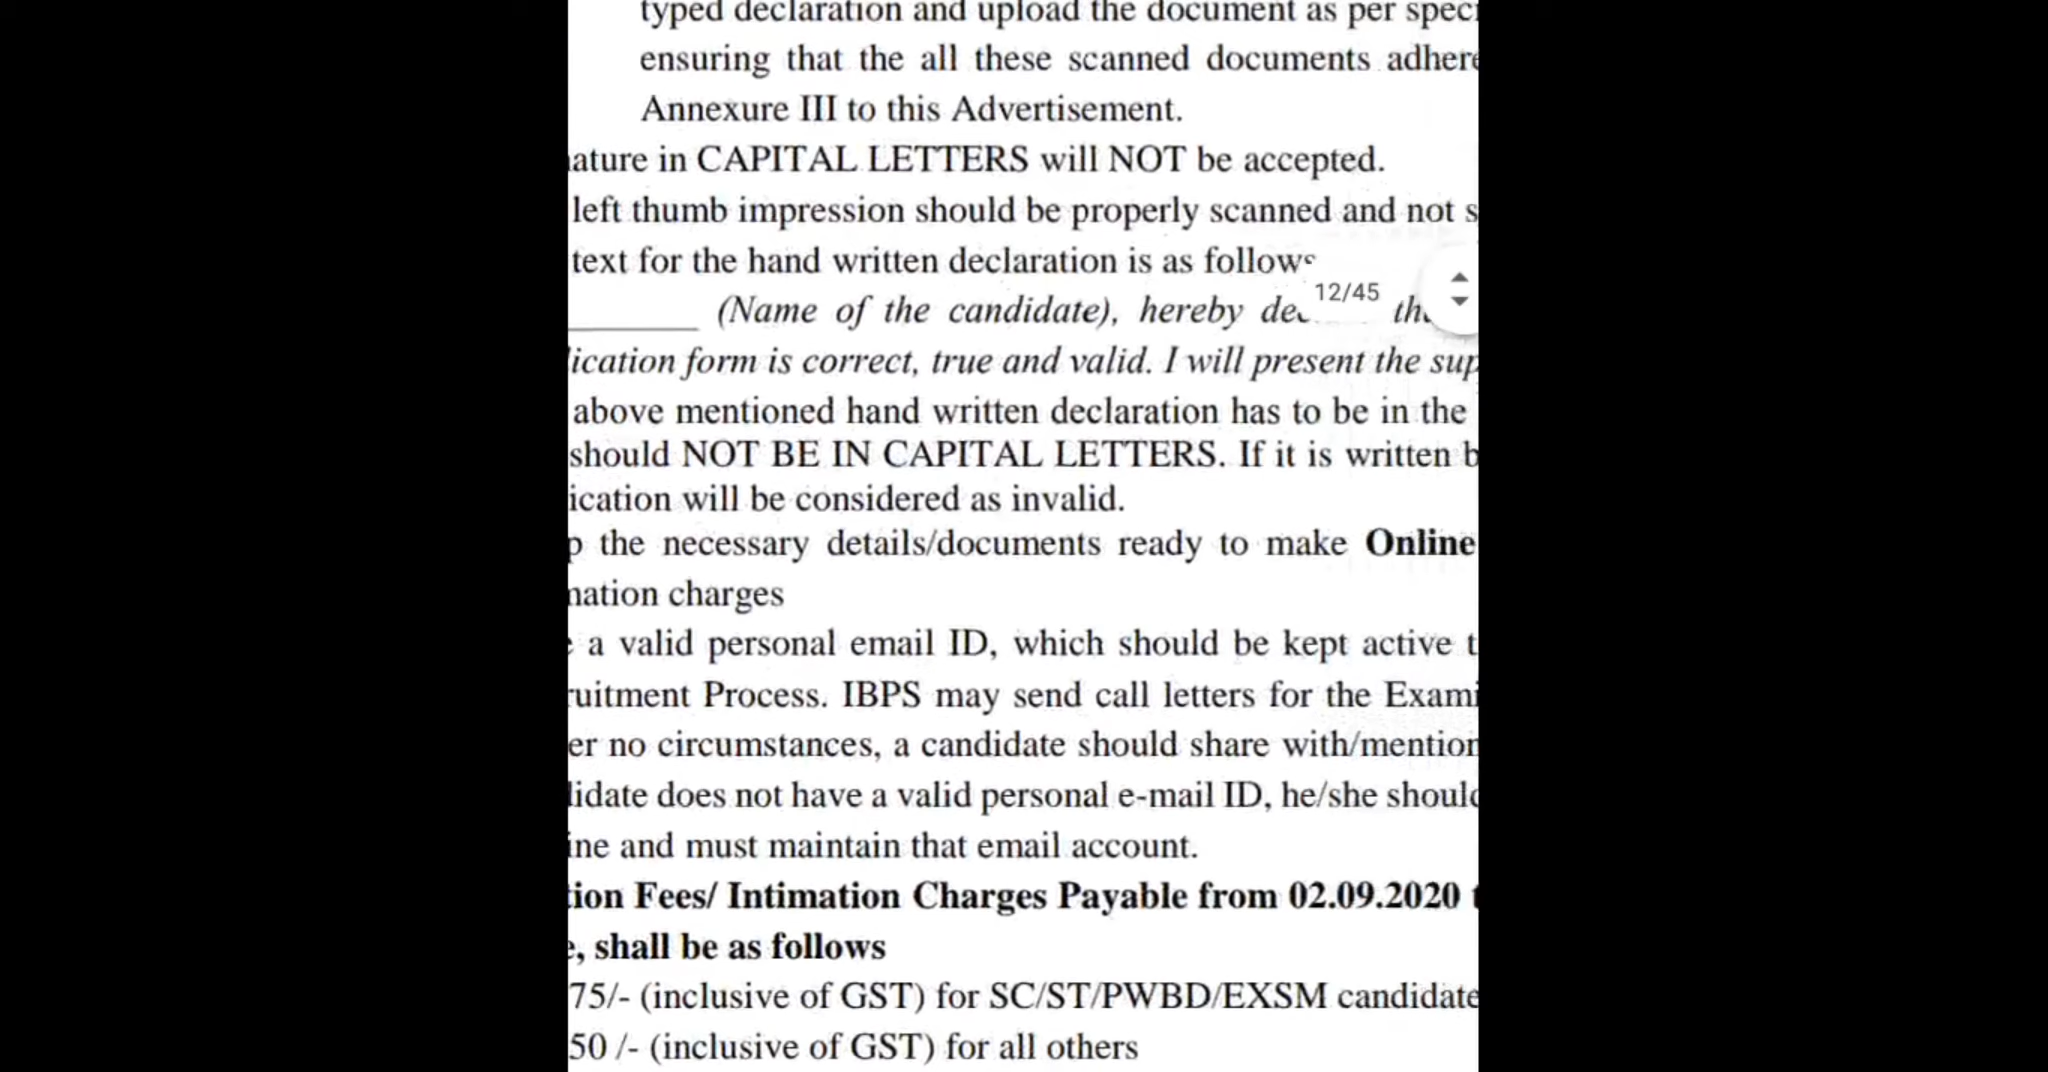 typed declaration and upload the document as per speci
ensuring that the all these scanned documents adhere
Annexure III to this Advertisement.
ature in CAPITAL LETTERS will NOT be accepted.
left thumb impression should be properly scanned and not s
text for the hand written declaration is as follows
12/45
(Name of the candidate), hereby dec th
lication form is correct, true and valid. I will present the sup
above mentioned hand written declaration has to be in the
should NOT BE IN CAPITAL LETTERS. If it is written b
ication will be considered as invalid.
p the necessary details/documents ready to make Online
mation charges
a valid personal email ID, which should be kept active t
ruitment Process. IBPS may send call letters for the Exami
er no circumstances, a candidate should share with/mention
lidate does not have a valid personal e-mail ID, he/she should
ine and must maintain that email account.
tion Fees/ Intimation Charges Payable from 02.09.2020 t
e, shall be as follows
75/- (inclusive of GST) for SC/ST/PWBD/EXSM candidate
50 /- (inclusive of GST) for all others